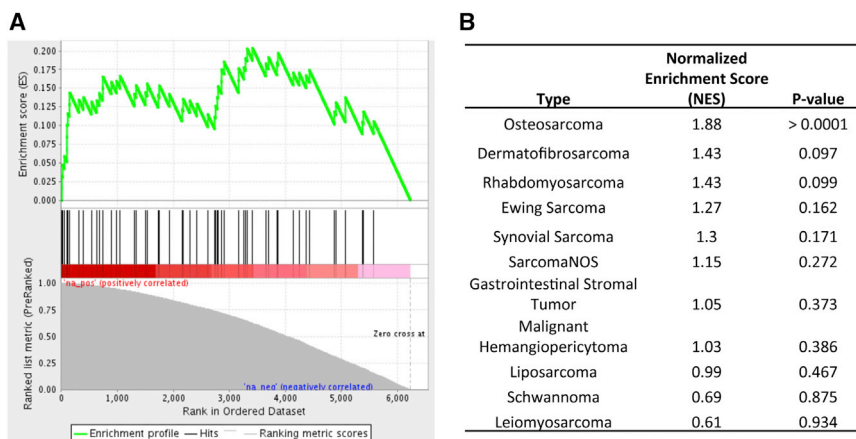 A
Enrichment score (ES)
0.200
0.175
0.150
0.125
0.100
0.075
0.050
0.025
0.000
Ranked list metric (PreRanked)
1.00
0.75
0.50
0.25
0.00
'na_pos' (positively correlated)
Zero cross at
'na_neg' (negatively correlated)
0 1,000 2,000 3,000 4,000 5,000 6,000
Rank in Ordered Dataset
Enrichment profile Hits Ranking metric scores
B
Normalized
Enrichment Score
Type (NES) P-value
Osteosarcoma 1.88 > 0.0001
Dermatofibrosarcoma 1.43 0.097
Rhabdomyosarcoma 1.43 0.099
Ewing Sarcoma 1.27 0.162
Synovial Sarcoma 1.3 0.171
SarcomaNOS 1.15 0.272
Gastrointestinal Stromal
Tumor 1.05 0.373
Malignant
Hemangiopericytoma 1.03 0.386
Liposarcoma 0.99 0.467
Schwannoma 0.69 0.875
Leiomyosarcoma 0.61 0.934